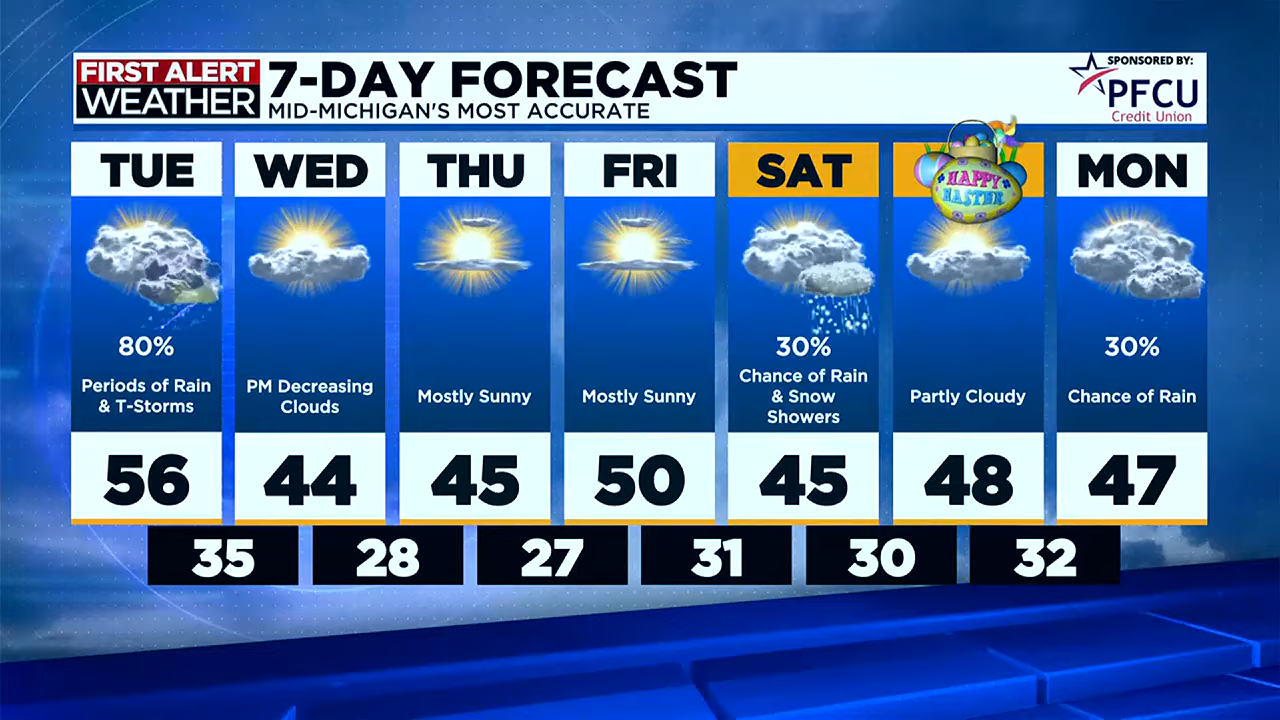 FIRST ALERT
WEATHER
7-DAY FORECAST
MID-MICHIGAN'S MOST ACCURATE
SPONSORED BY:
PFCU
Credit Union
TUE
WED
THU
FRI
SAT
HAPPY
EASTER
MON
80%
Periods of Rain
& T-Storms
PM Decreasing
Clouds
Mostly Sunny
Mostly Sunny
30%
Chance of Rain
& Snow
Showers
Partly Cloudy
30%
Chance of Rain
56
44
45
50
45
48
47
35
28
27
31
30
32